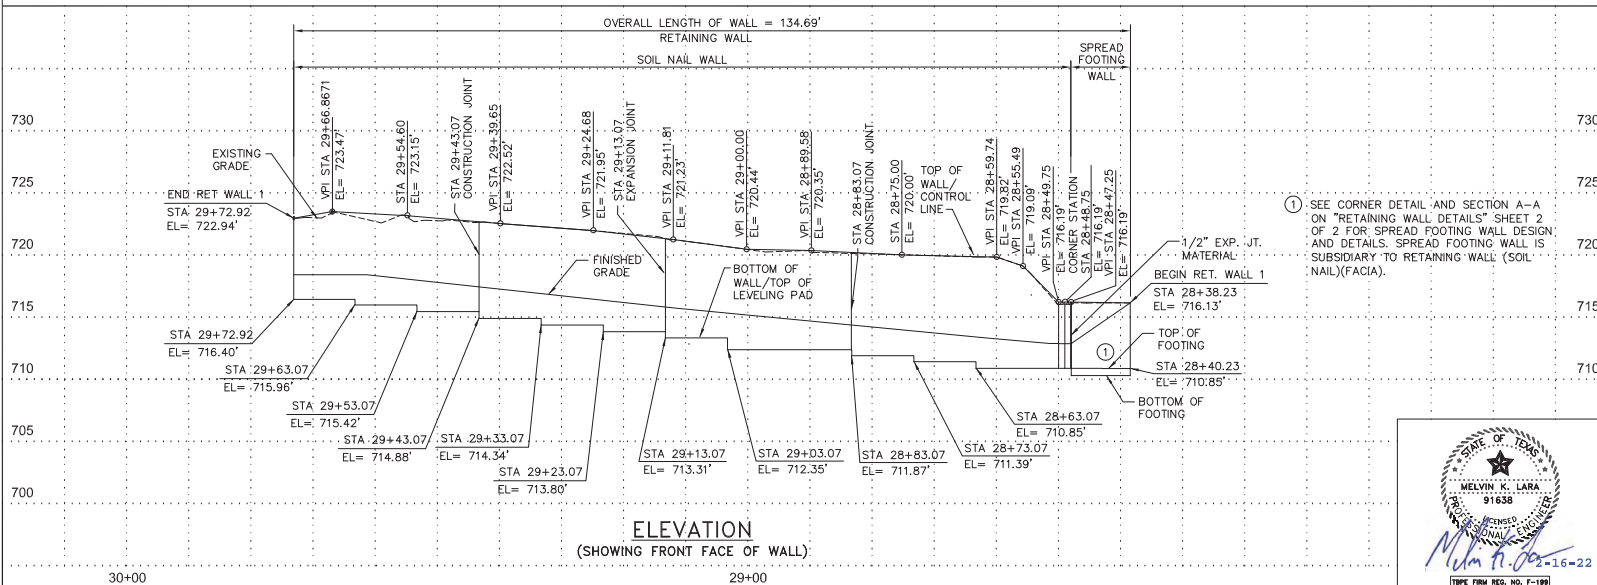 OVERALL LENGTH OF WALL = 134.69'
RETAINING WALL
SOIL NAIL WALL
SPREAD
FOOTING
WALL
730
725
720
715
710
705
700
730
725
720
715
710
EXISTING
GRADE
END RET WALL 1
STA 29+72.92
EL= 722.94'
VPI STA 29+66.8671
EL= 723.47'
STA 29+54.60
EL= 723.15'
STA 29+43.07
CONSTRUCTION JOINT
VPI STA 29+39.65
EL= 722.52'
VPI STA 29+24.68
EL= 721.95'
STA 29+13.07
EXPANSION JOINT
VPI STA 29+11.81
EL= 721.23'
VPI STA 29+00.00
EL= 720.44'
VPI STA 28+89.58
EL= 720.35'
STA 28+83.07
CONSTRUCTION JOINT
STA 28+75.00
EL= 720.00'
TOP OF
WALL/
CONTROL
LINE
VPI STA 28+59.74
EL= 719.82'
VPI STA 28+55.49
EL= 719.09'
VPI STA 28+49.75
EL= 716.19'
CORNER STATION
STA 28+48.75
EL= 716.19'
VPI STA 28+47.25
EL= 716.19'
1/2" EXP. JT.
MATERIAL
BEGIN RET. WALL 1
STA 28+38.23
EL= 716.13'
TOP OF
FOOTING
STA 28+40.23
EL= 710.85'
BOTTOM OF
FOOTING
1
FINISHED
GRADE
BOTTOM OF
WALL/TOP OF
LEVELING PAD
STA 29+72.92
EL= 716.40'
STA 29+63.07
EL= 715.96'
STA 29+53.07
EL= 715.42'
STA 29+43.07
EL= 714.88'
STA 29+33.07
EL= 714.34'
STA 29+23.07
EL= 713.80'
STA 29+13.07
EL= 713.31'
STA 29+03.07
EL= 712.35'
STA 28+83.07
EL= 711.87'
STA 28+73.07
EL= 711.39'
STA 28+63.07
EL= 710.85'
1 SEE CORNER DETAIL AND SECTION A-A
ON "RETAINING WALL DETAILS" SHEET 2
OF 2 FOR SPREAD FOOTING WALL DESIGN
AND DETAILS. SPREAD FOOTING WALL IS
SUBSIDIARY TO RETAINING WALL (SOIL
NAIL)(FACIA).
ELEVATION
(SHOWING FRONT FACE OF WALL)
30+00
29+00
STATE OF TEXAS
MELVIN K. LARA
91638
LICENSED
PROFESSIONAL ENGINEER
Melvin K. Lara
2-16-22
TBPE FIRM REG. NO. F-199